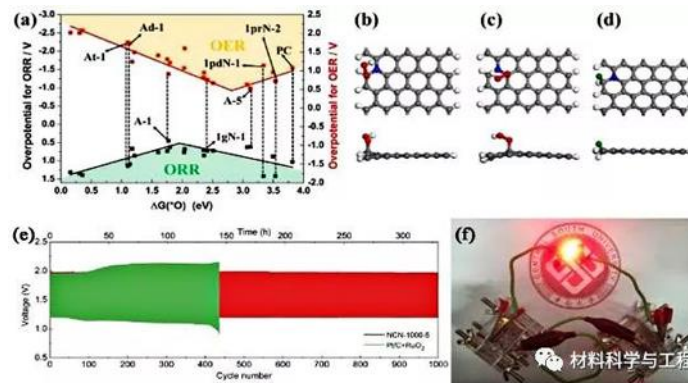 (a)
Overpotential for ORR / V
-3.0
-2.5
-2.0
-1.5
-1.0
-0.5
0.0
0.5
1.0
1.5
Ad-1
At-1
OER
1prN-2
1pdN-1
PC
A-5
A-1
1gN-1
ORR
2.5
2.0
1.5
1.0
0.5
0.0
-0.5
-1.0
-1.5
-2.0
Overpotential for OER / V
0.0 0.5 1.0 1.5 2.0 2.5 3.0 3.5 4.0
ΔG(*O) (eV)
(b)
(c)
(d)
(e)
Time (h)
0 50 100 150 200 250 300
Voltage (V)
2.5
2.0
1.5
1.0
0.5
NCN-1000-5
Pt/C+RuO2
0 100 200 300 400 500 600 700 800 900 1000
Cycle number
(f)
CENTRAL SOUTH UNIVERSITY
材料科学与工程